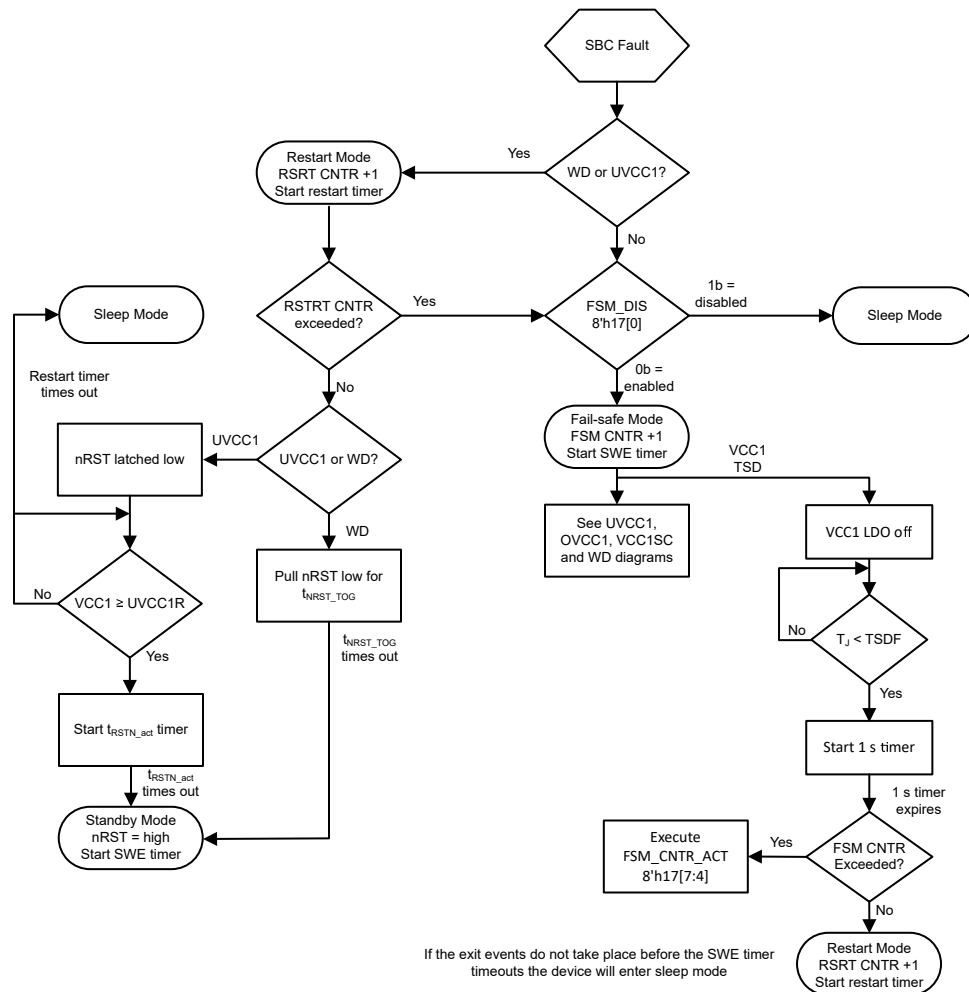 SBC Fault
WD or UVCC1?
Yes
No
Restart Mode
RSRT CNTR +1
Start restart timer
RSTRT CNTR
exceeded?
Yes
No
FSM_DIS
8'h17[0]
1b =
disabled
Sleep Mode
0b =
enabled
Sleep Mode
Restart timer
times out
UVCC1 or WD?
UVCC1
WD
nRST latched low
VCC1 ≥ UVCC1R
No
Yes
Start tRSTN_act timer
tRSTN_act
times out
Standby Mode
nRST = high
Start SWE timer
Pull nRST low for
tNRST_TOG
tNRST_TOG
times out
Fail-safe Mode
FSM CNTR +1
Start SWE timer
VCC1
TSD
See UVCC1,
OVCC1, VCC1SC
and WD diagrams
VCC1 LDO off
TJ < TSDF
No
Yes
Start 1 s timer
1 s timer
expires
FSM CNTR
Exceeded?
Yes
Execute
FSM_CNTR_ACT
8'h17[7:4]
No
Restart Mode
RSRT CNTR +1
Start restart timer
If the exit events do not take place before the SWE timer
timeouts the device will enter sleep mode